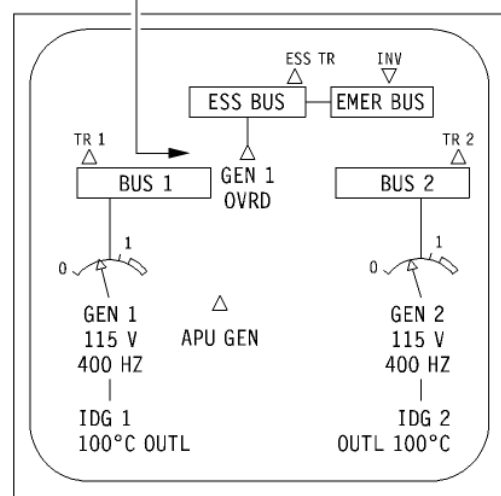 ESS TR
INV
ESS BUS
EMER BUS
TR 1
TR 2
BUS 1
GEN 1
OVRD
BUS 2
0
1
0
1
GEN 1
115 V
400 HZ
APU GEN
GEN 2
115 V
400 HZ
IDG 1
100°C OUTL
IDG 2
OUTL 100°C